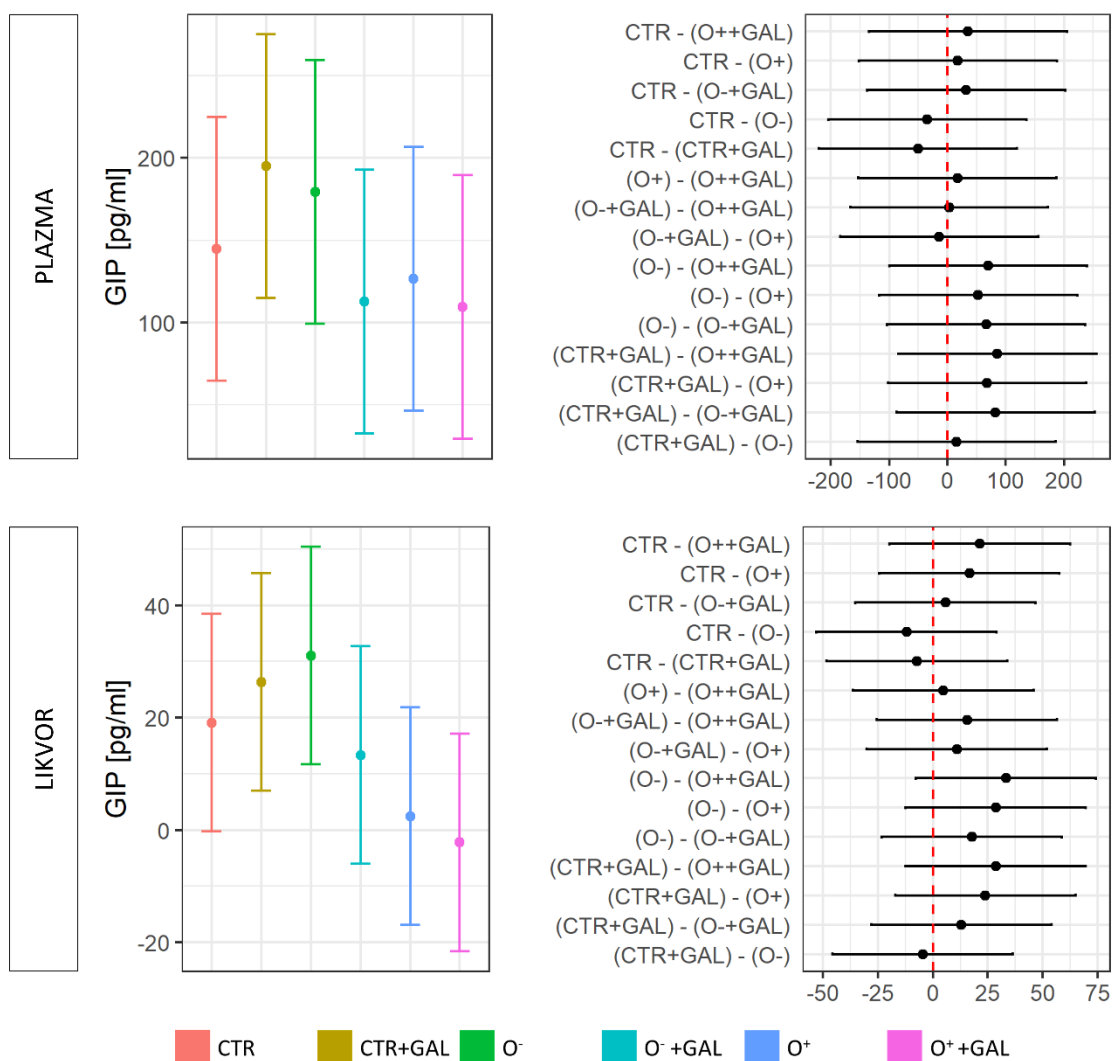 PLAZMA
GIP [pg/ml]
200
100
CTR - (O++GAL)
CTR - (O+)
CTR - (O-+GAL)
CTR - (O-)
CTR - (CTR+GAL)
(O+) - (O++GAL)
(O-+GAL) - (O++GAL)
(O-+GAL) - (O+)
(O-) - (O++GAL)
(O-) - (O+)
(O-) - (O-+GAL)
(CTR+GAL) - (O++GAL)
(CTR+GAL) - (O+)
(CTR+GAL) - (O-+GAL)
(CTR+GAL) - (O-)
-200 -100 0 100 200
LIKVOR
GIP [pg/ml]
40
20
0
-20
CTR - (O++GAL)
CTR - (O+)
CTR - (O-+GAL)
CTR - (O-)
CTR - (CTR+GAL)
(O+) - (O++GAL)
(O-+GAL) - (O++GAL)
(O-+GAL) - (O+)
(O-) - (O++GAL)
(O-) - (O+)
(O-) - (O-+GAL)
(CTR+GAL) - (O++GAL)
(CTR+GAL) - (O+)
(CTR+GAL) - (O-+GAL)
(CTR+GAL) - (O-)
-50 -25 0 25 50 75
CTR CTR+GAL O⁻ O⁻ +GAL O⁺ O⁺ +GAL